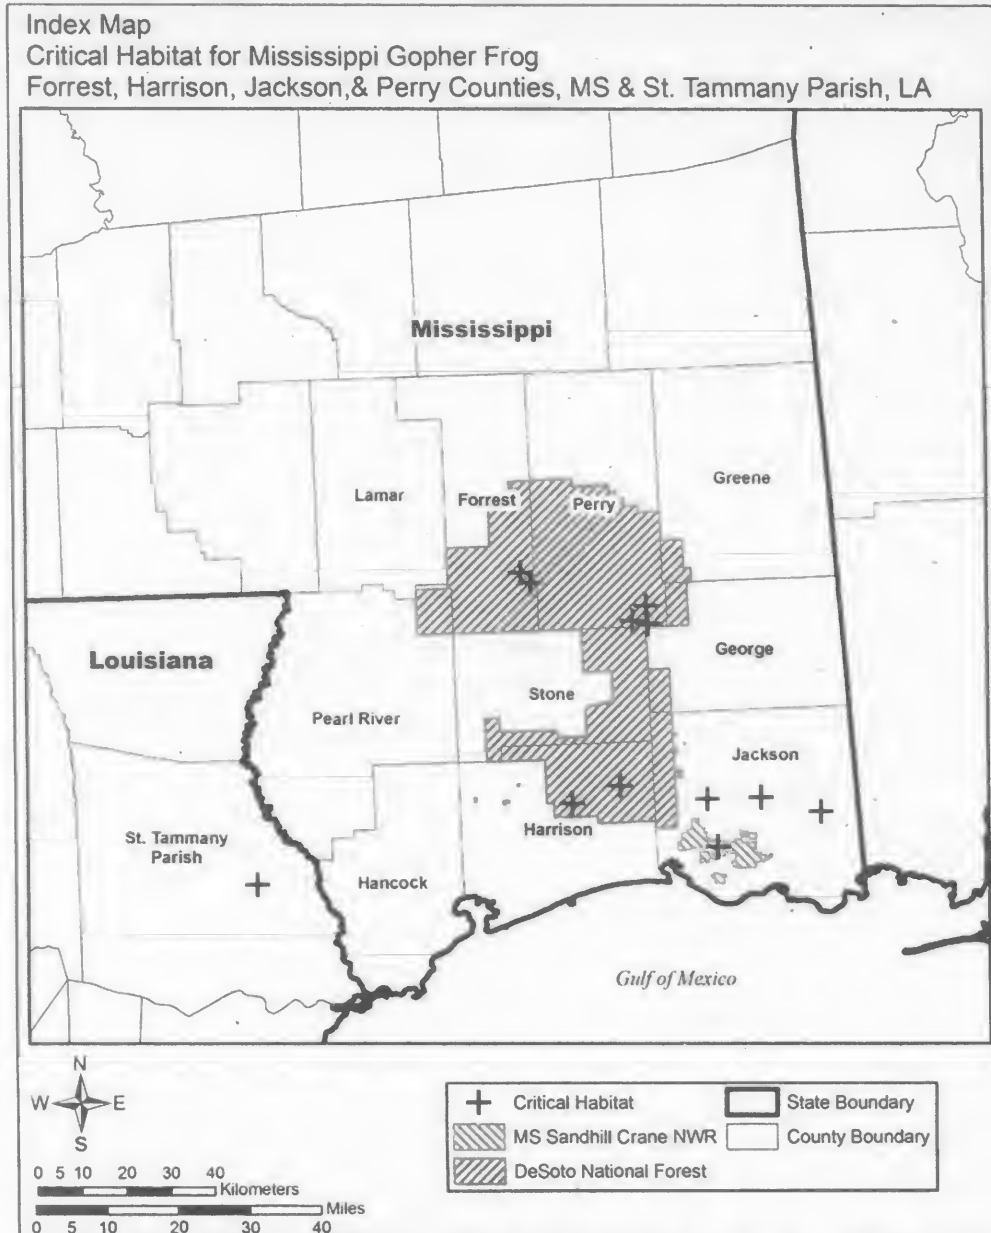 Index Map
Critical Habitat for Mississippi Gopher Frog
Forrest, Harrison, Jackson,& Perry Counties, MS & St. Tammany Parish, LA
Mississippi
Lamar
Forrest
Perry
Greene
Louisiana
George
Stone
Pearl River
Jackson
St. Tammany
Parish
Harrison
Hancock
Gulf of Mexico
N
W E
S
Critical Habitat
State Boundary
MS Sandhill Crane NWR
County Boundary
DeSoto National Forest
0 5 10 20 30 40
Kilometers
Miles
0 5 10 20 30 40